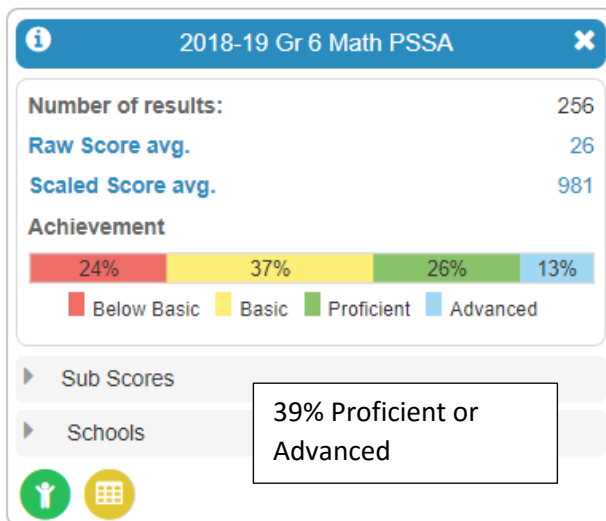 2018-19 Gr 6 Math PSSA
Number of results: 256
Raw Score avg. 26
Scaled Score avg. 981
Achievement
24% 37% 26% 13%
Below Basic Basic Proficient Advanced
Sub Scores
Schools
39% Proficient or
Advanced